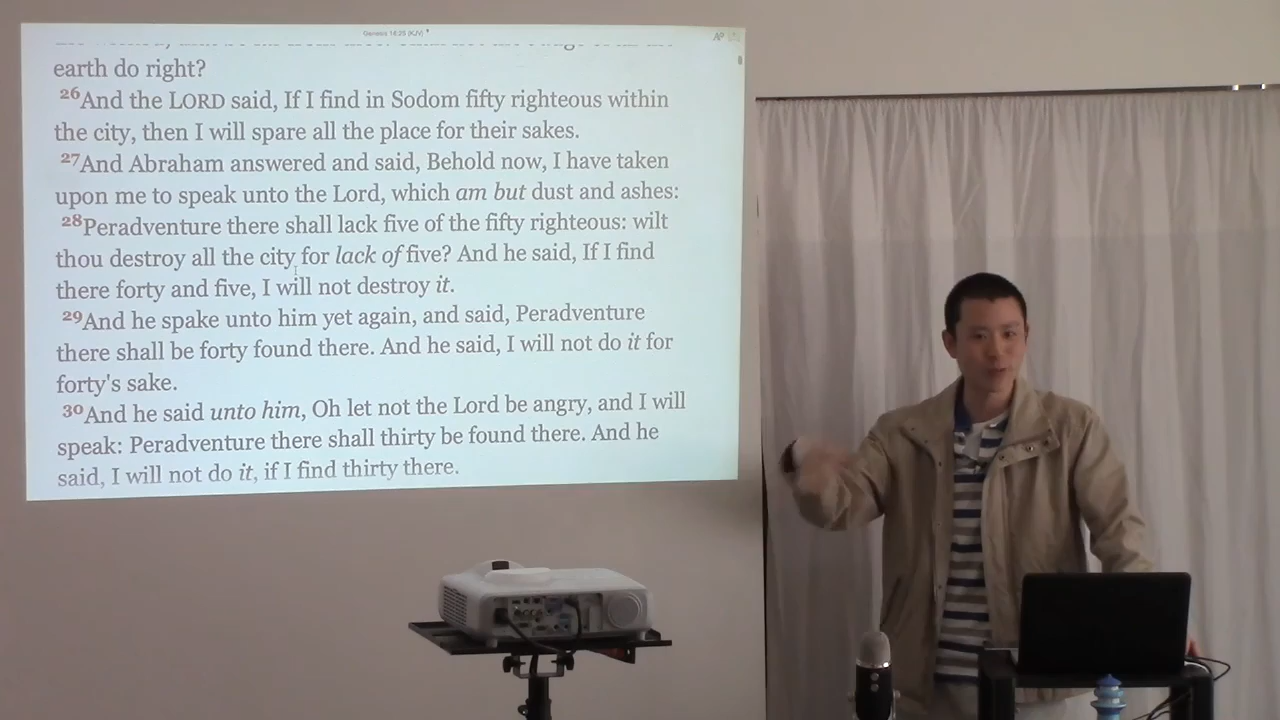 Genesis 18:25 (KJV)
earth do right?
26And the LORD said, If I find in Sodom fifty righteous within
the city, then I will spare all the place for their sakes.
27And Abraham answered and said, Behold now, I have taken
upon me to speak unto the Lord, which am but dust and ashes:
28Peradventure there shall lack five of the fifty righteous: wilt
thou destroy all the city for lack of five? And he said, If I find
there forty and five, I will not destroy it.
29And he spake unto him yet again, and said, Peradventure
there shall be forty found there. And he said, I will not do it for
forty's sake.
30And he said unto him, Oh let not the Lord be angry, and I will
speak: Peradventure there shall thirty be found there. And he
said, I will not do it, if I find thirty there.